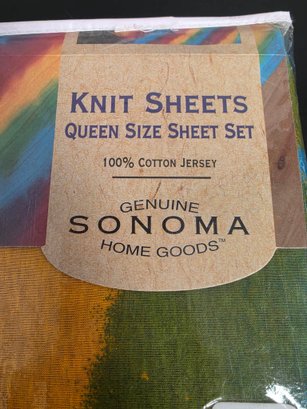 KNIT SHEETS
QUEEN SIZE SHEET SET
100% COTTON JERSEY
GENUINE
SONOMA
HOME GOODS™